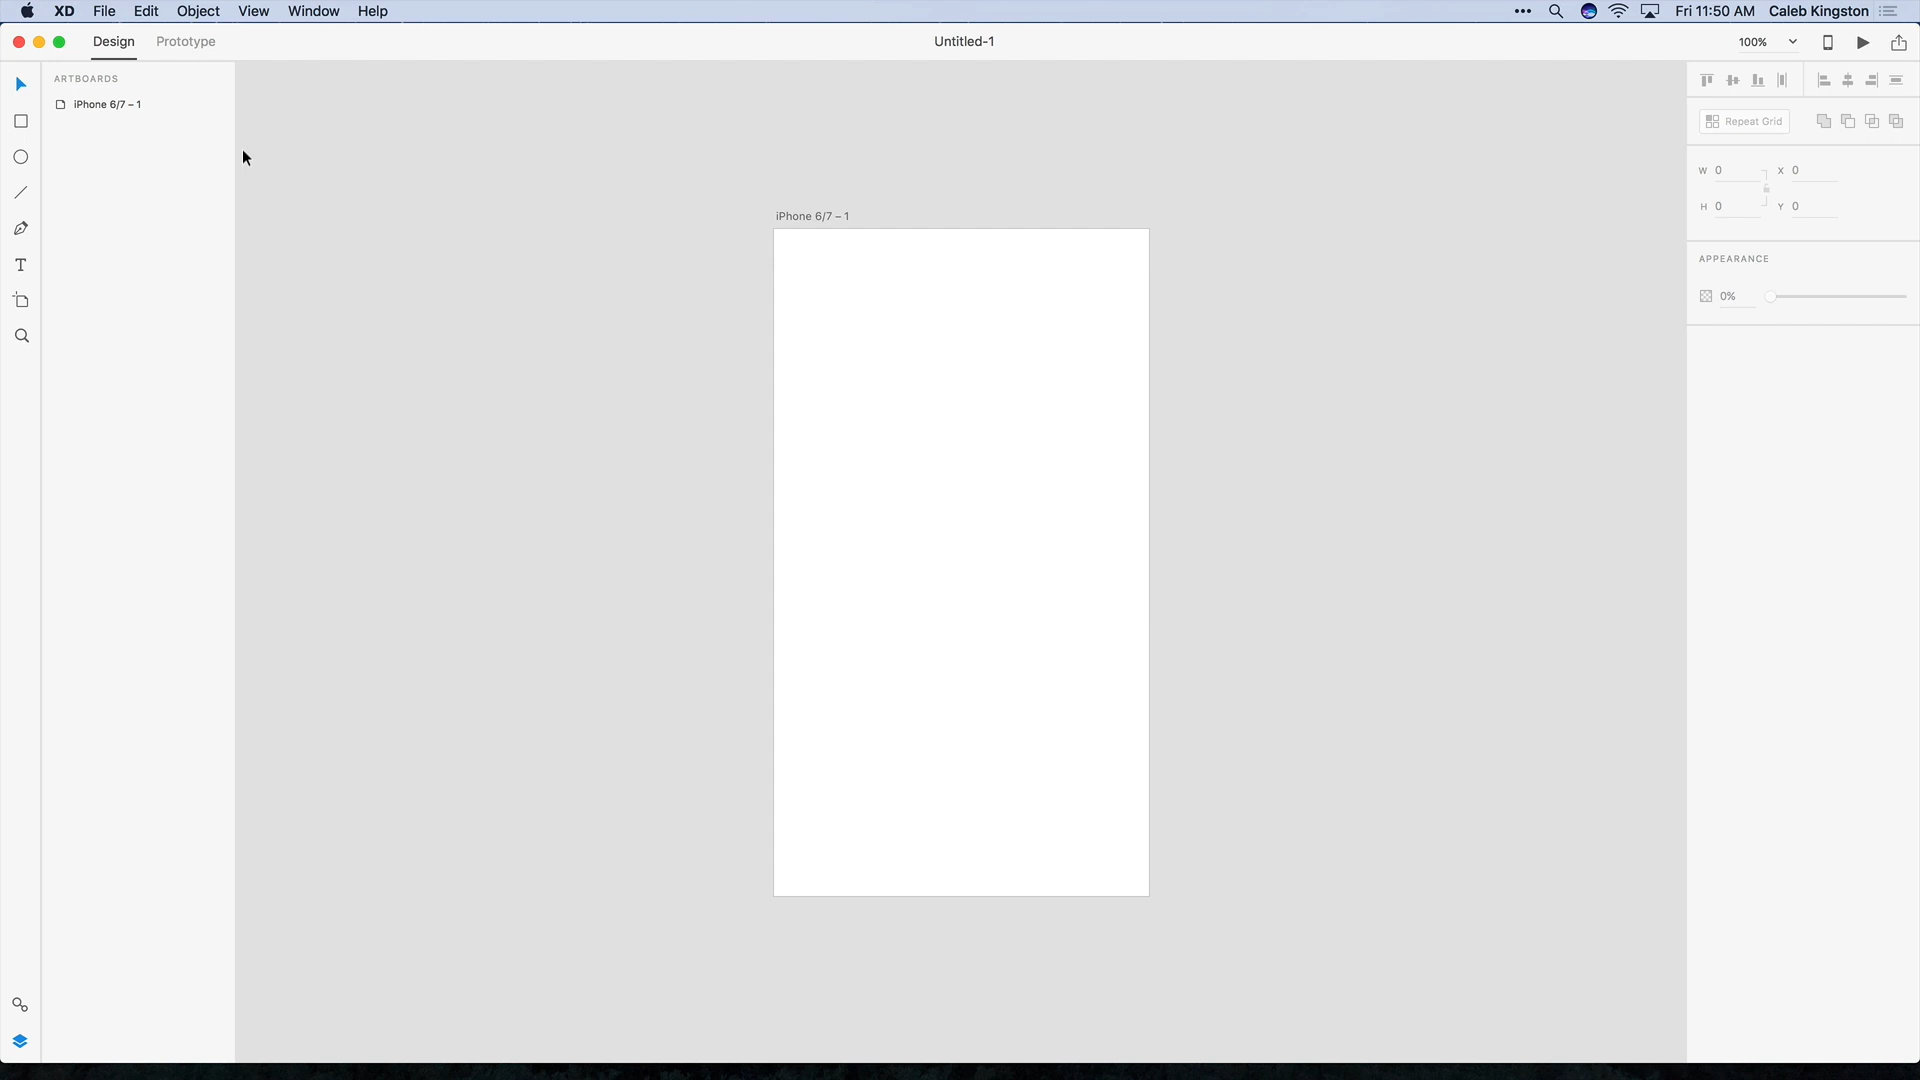 XD File Edit Object View Window Help
Fri 11:50 AM Caleb Kingston
Design Prototype
Untitled-1
100%
ARTBOARDS
iPhone 6/7 – 1
iPhone 6/7 – 1
Repeat Grid
W 0 X 0
H 0 Y 0
APPEARANCE
0%